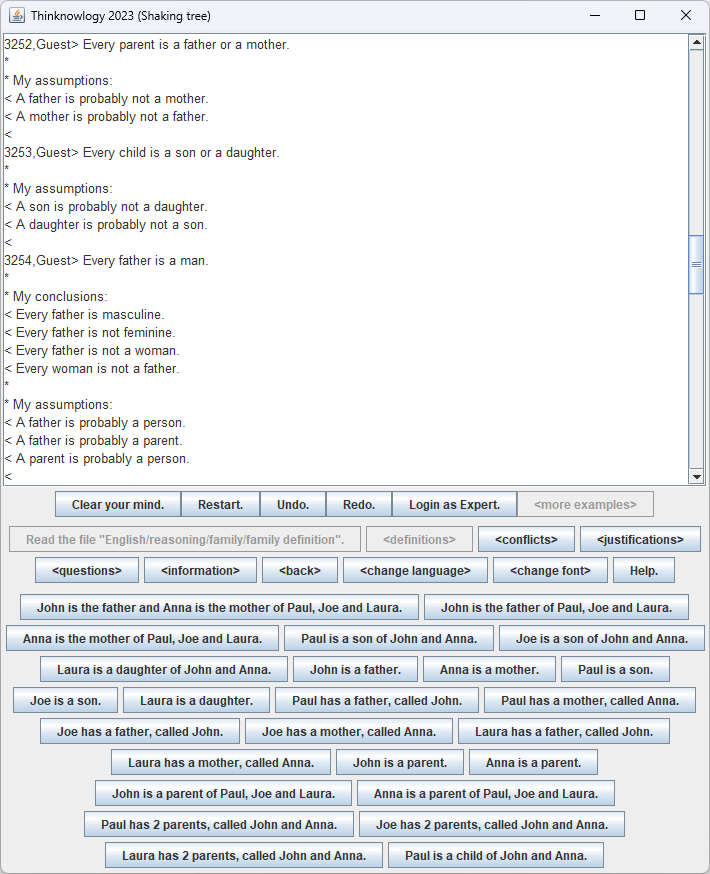 Thinknowlogy 2023 (Shaking tree)
3252,Guest> Every parent is a father or a mother.
*
* My assumptions:
< A father is probably not a mother.
< A mother is probably not a father.
<
3253,Guest> Every child is a son or a daughter.
*
* My assumptions:
< A son is probably not a daughter.
< A daughter is probably not a son.
<
3254,Guest> Every father is a man.
*
* My conclusions:
< Every father is masculine.
< Every father is not feminine.
< Every father is not a woman.
< Every woman is not a father.
*
* My assumptions:
< A father is probably a person.
< A father is probably a parent.
< A parent is probably a person.
<
Clear your mind. Restart. Undo. Redo. Login as Expert. <more examples>
Read the file "English/reasoning/family/family definition". <definitions> <conflicts> <justifications>
<questions> <information> <back> <change language> <change font> Help.
John is the father and Anna is the mother of Paul, Joe and Laura. John is the father of Paul, Joe and Laura.
Anna is the mother of Paul, Joe and Laura. Paul is a son of John and Anna. Joe is a son of John and Anna.
Laura is a daughter of John and Anna. John is a father. Anna is a mother. Paul is a son.
Joe is a son. Laura is a daughter. Paul has a father, called John. Paul has a mother, called Anna.
Joe has a father, called John. Joe has a mother, called Anna. Laura has a father, called John.
Laura has a mother, called Anna. John is a parent. Anna is a parent.
John is a parent of Paul, Joe and Laura. Anna is a parent of Paul, Joe and Laura.
Paul has 2 parents, called John and Anna. Joe has 2 parents, called John and Anna.
Laura has 2 parents, called John and Anna. Paul is a child of John and Anna.